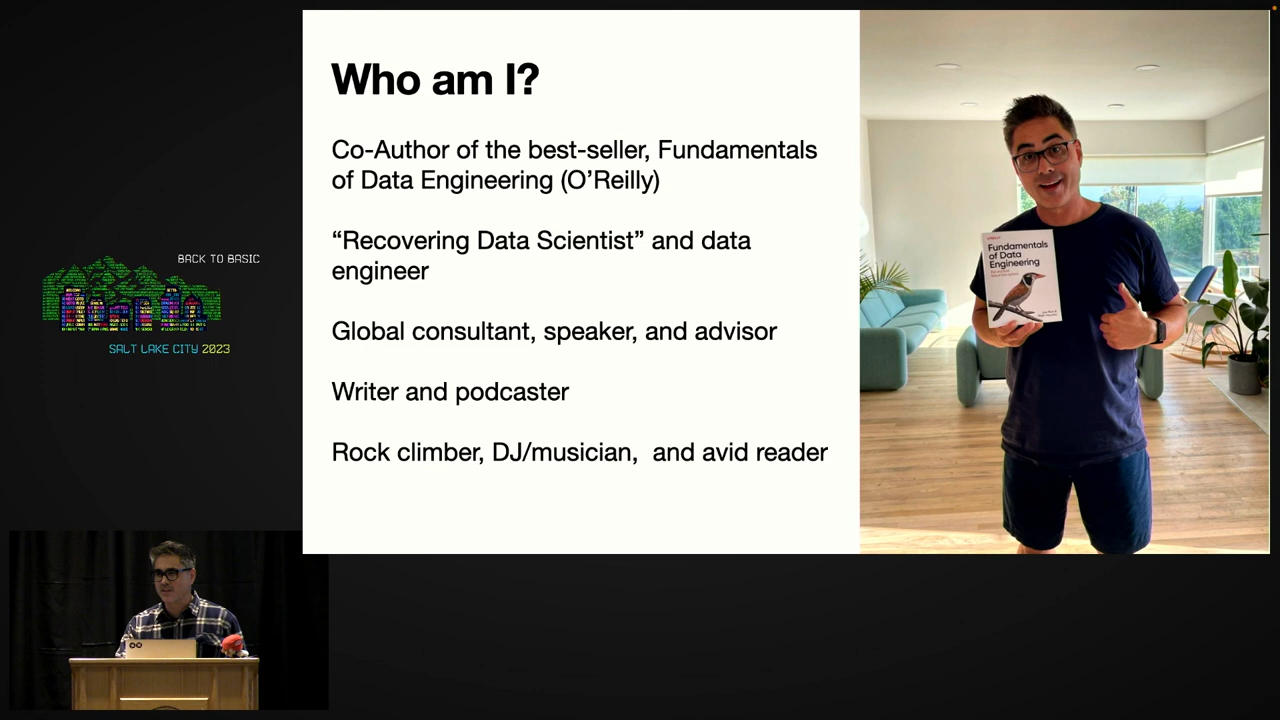 Who am I?
Co-Author of the best-seller, Fundamentals
of Data Engineering (O’Reilly)
“Recovering Data Scientist” and data
engineer
Global consultant, speaker, and advisor
Writer and podcaster
Rock climber, DJ/musician,  and avid reader
BACK TO BASIC
SALT LAKE CITY 2023
O'REILLY
Fundamentals
of Data
Engineering